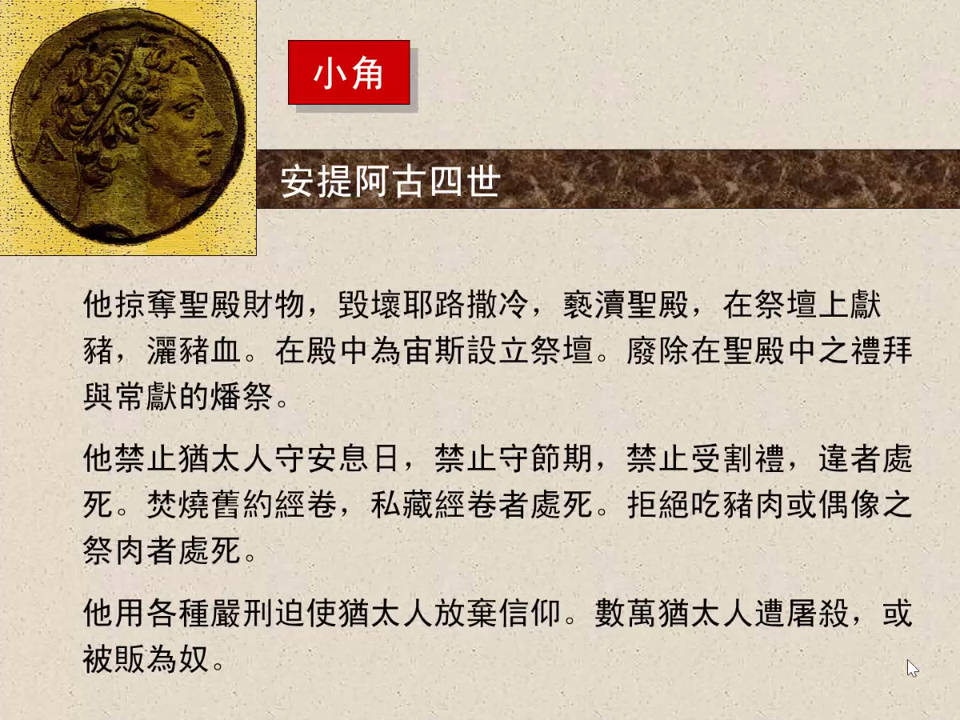 小角
安提阿古四世
他掠奪聖殿財物，毀壞耶路撒冷，褻瀆聖殿，在祭壇上獻
豬，灑豬血。在殿中為宙斯設立祭壇。廢除在聖殿中之禮拜
與常獻的燔祭。
他禁止猶太人守安息日，禁止守節期，禁止受割禮，違者處
死。焚燒舊約經卷，私藏經卷者處死。拒絕吃豬肉或偶像之
祭肉者處死。
他用各種嚴刑迫使猶太人放棄信仰。數萬猶太人遭屠殺，或
被販為奴。